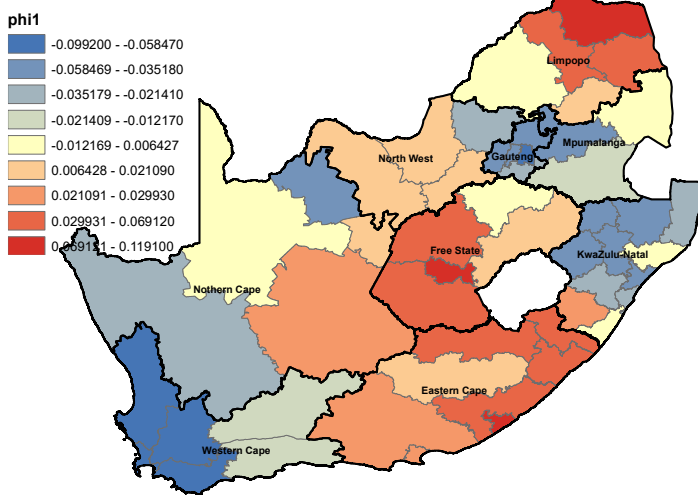 phi1
-0.099200 - -0.058470
-0.058469 - -0.035180
-0.035179 - -0.021410
-0.021409 - -0.012170
-0.012169 - 0.006427
0.006428 - 0.021090
0.021091 - 0.029930
0.029931 - 0.069120
0.069121 - 0.119100
Limpopo
North West
Gauteng
Mpumalanga
Free State
KwaZulu-Natal
Nothern Cape
Eastern Cape
Western Cape